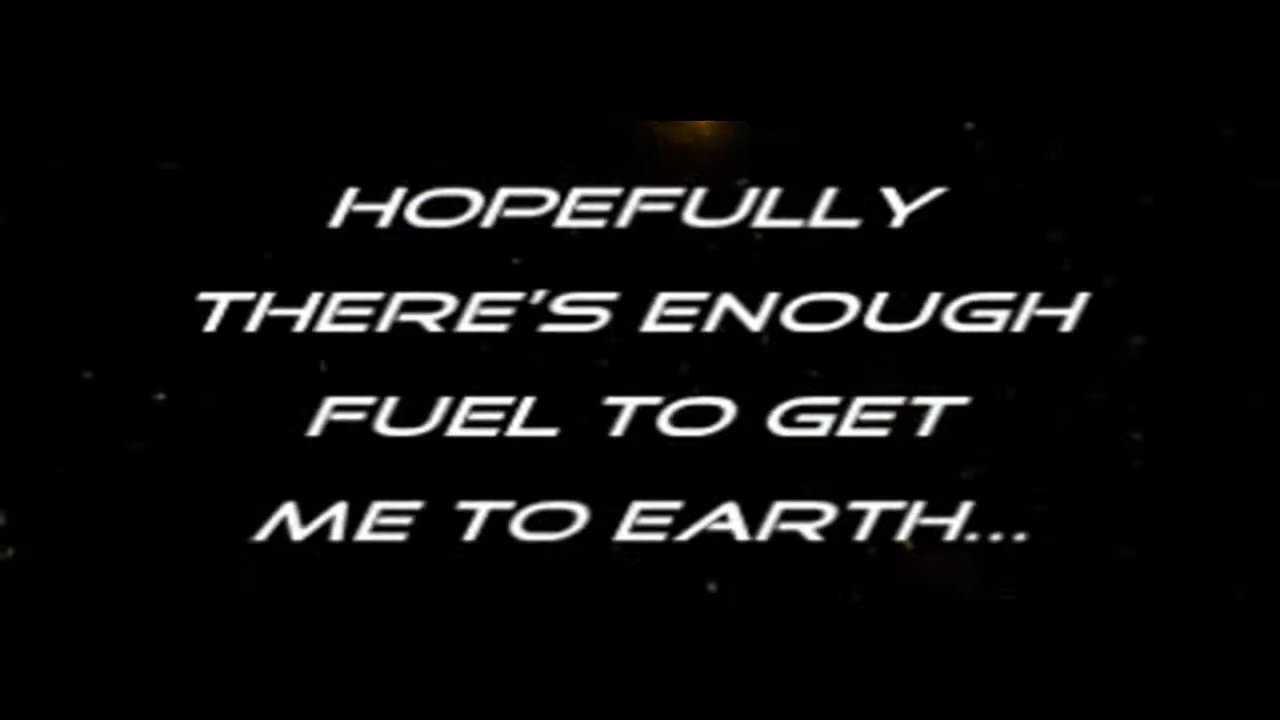 HOPEFULLY
THERE'S ENOUGH
FUEL TO GET
ME TO EARTH...